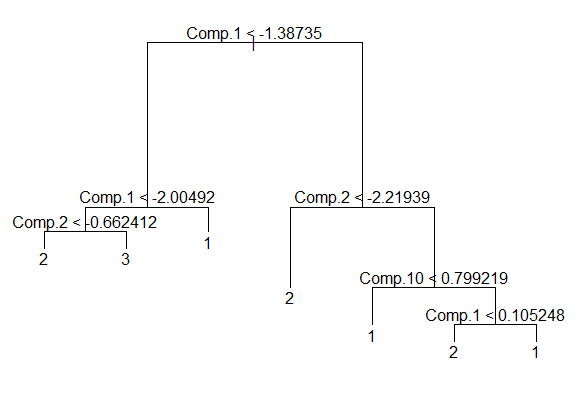 Comp.1 < -1.38735
Comp.1 < -2.00492
Comp.2 < -2.21939
Comp.2 < -0.662412
1
2
3
2
Comp.10 < 0.799219
Comp.1 < 0.105248
1
2
1